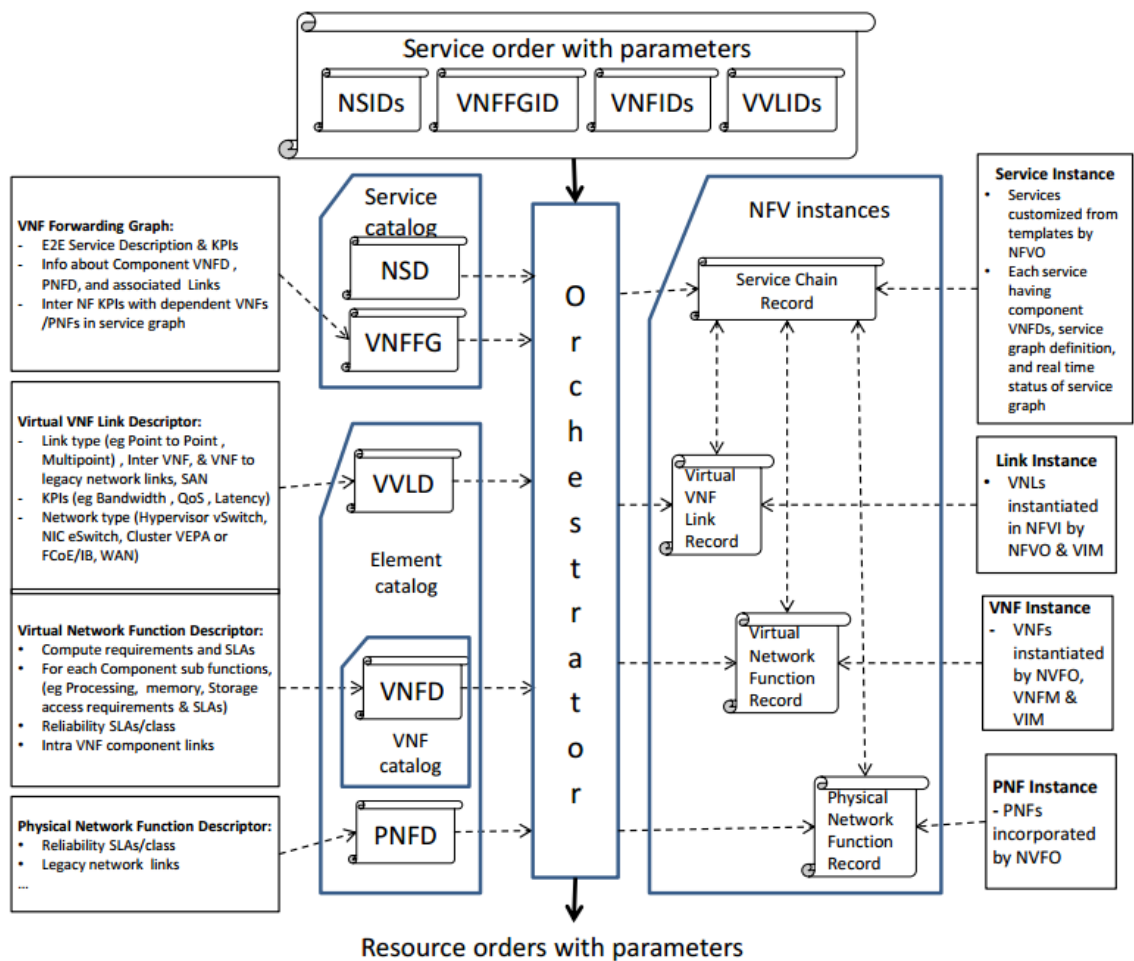 Service order with parameters
NSIDs
VNFFGID
VNFIDs
VVLIDs
VNF Forwarding Graph:
- E2E Service Description & KPIs
- Info about Component VNFD ,
PNFD, and associated Links
- Inter NF KPIs with dependent VNFs
/PNFs in service graph
Virtual VNF Link Descriptor:
- Link type (eg Point to Point ,
Multipoint) , Inter VNF, & VNF to
legacy network links, SAN
- KPIs (eg Bandwidth , QoS , Latency)
- Network type (Hypervisor vSwitch,
NIC eSwitch, Cluster VEPA or
FCoE/IB, WAN)
Virtual Network Function Descriptor:
• Compute requirements and SLAs
• For each Component sub functions,
(eg Processing, memory, Storage
access requirements & SLAs)
• Reliability SLAs/class
• Intra VNF component links
Physical Network Function Descriptor:
• Reliability SLAs/class
• Legacy network links
...
Service
catalog
NSD
VNFFG
VVLD
Element
catalog
VNFD
VNF
catalog
PNFD
O
r
c
h
e
s
t
r
a
t
o
r
NFV instances
Service Chain
Record
Virtual
VNF
Link
Record
Virtual
Network
Function
Record
Physical
Network
Function
Record
Service Instance
• Services
customized from
templates by
NFVO
• Each service
having
component
VNFDs, service
graph definition,
and real time
status of service
graph
Link Instance
• VNLs
instantiated
in NFVI by
NFVO & VIM
VNF Instance
- VNFs
instantiated
by NVFO,
VNFM &
VIM
PNF Instance
- PNFs
incorporated
by NVFO
Resource orders with parameters